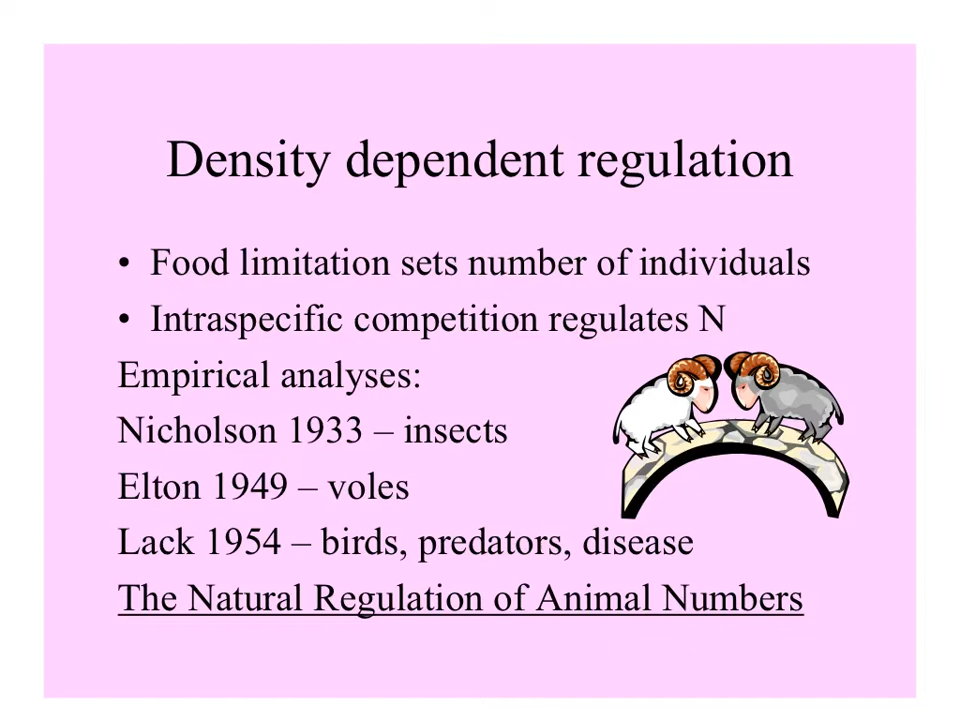 Density dependent regulation
• Food limitation sets number of individuals
• Intraspecific competition regulates N
Empirical analyses:
Nicholson 1933 – insects
Elton 1949 – voles
Lack 1954 – birds, predators, disease
The Natural Regulation of Animal Numbers